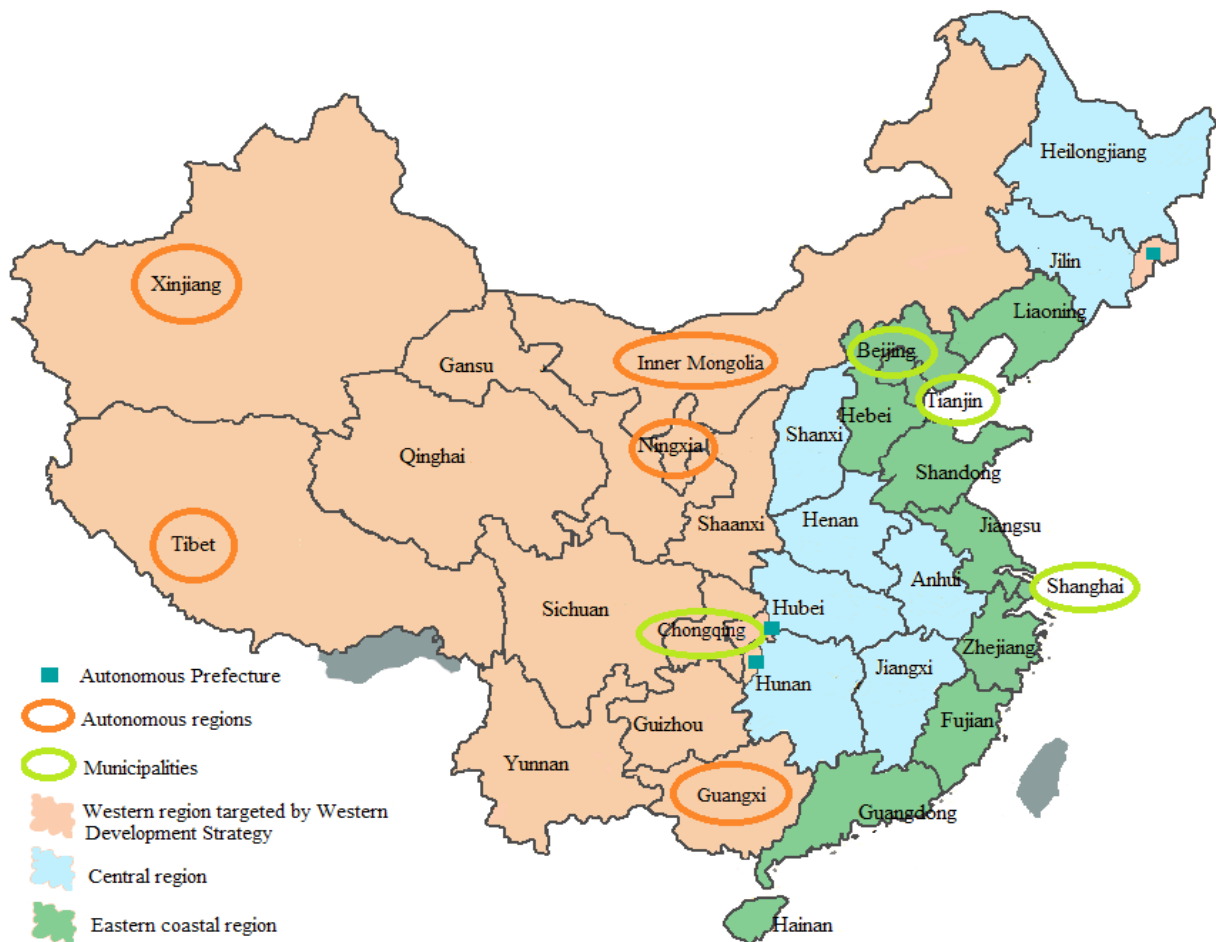 Heilongjiang
Jilin
Xinjiang
Liaoning
Beijing
Inner Mongolia
Gansu
Tianjin
Hebei
Shanxi
Ningxia
Qinghai
Shandong
Shaanxi
Henan
Jiangsu
Tibet
Anhui
Shanghai
Sichuan
Hubei
Chongqing
Zhejiang
Jiangxi
Hunan
Fujian
Guizhou
Yunnan
Guangxi
Guangdong
Hainan
Autonomous Prefecture
Autonomous regions
Municipalities
Western region targeted by Western
Development Strategy
Central region
Eastern coastal region